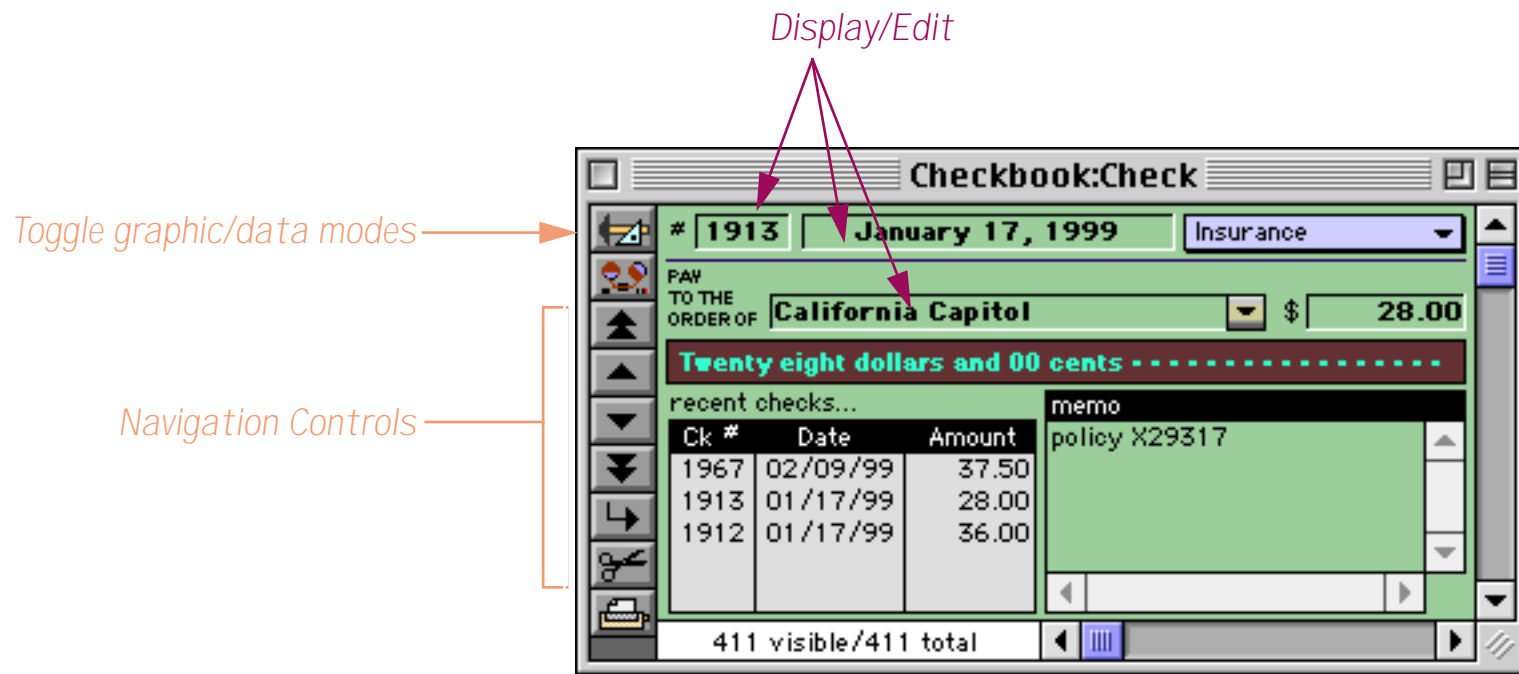 Display/Edit
Checkbook:Check
Toggle graphic/data modes
# 1913 January 17, 1999 Insurance
PAY
TO THE
ORDER OF California Capitol $ 28.00
Twenty eight dollars and 00 cents - - - - - - - - - - - - - - - - -
Navigation Controls
recent checks... memo
Ck # Date Amount policy X29317
1967 02/09/99 37.50
1913 01/17/99 28.00
1912 01/17/99 36.00
411 visible/411 total